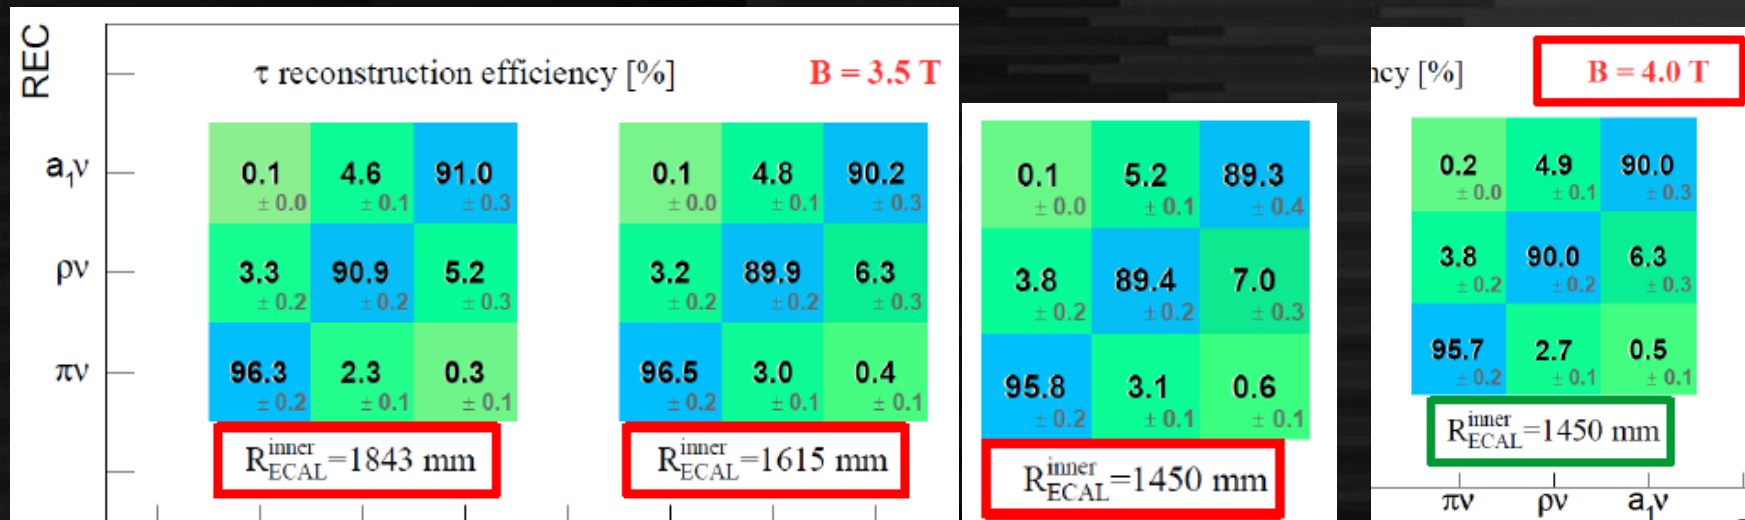 REC
τ reconstruction efficiency [%]
B = 3.5 T
ncy [%]
B = 4.0 T
a₁ν
0.1 ± 0.0 4.6 ± 0.1 91.0 ± 0.3
ρν
3.3 ± 0.2 90.9 ± 0.2 5.2 ± 0.3
πν
96.3 ± 0.2 2.3 ± 0.1 0.3 ± 0.1
R_ECAL^inner=1843 mm
0.1 ± 0.0 4.8 ± 0.1 90.2 ± 0.3
3.2 ± 0.2 89.9 ± 0.2 6.3 ± 0.3
96.5 ± 0.2 3.0 ± 0.1 0.4 ± 0.1
R_ECAL^inner=1615 mm
0.1 ± 0.0 5.2 ± 0.1 89.3 ± 0.4
3.8 ± 0.2 89.4 ± 0.2 7.0 ± 0.3
95.8 ± 0.2 3.1 ± 0.1 0.6 ± 0.1
R_ECAL^inner=1450 mm
0.2 ± 0.0 4.9 ± 0.1 90.0 ± 0.3
3.8 ± 0.2 90.0 ± 0.2 6.3 ± 0.3
95.7 ± 0.2 2.7 ± 0.1 0.5 ± 0.1
R_ECAL^inner=1450 mm
πν ρν a₁ν